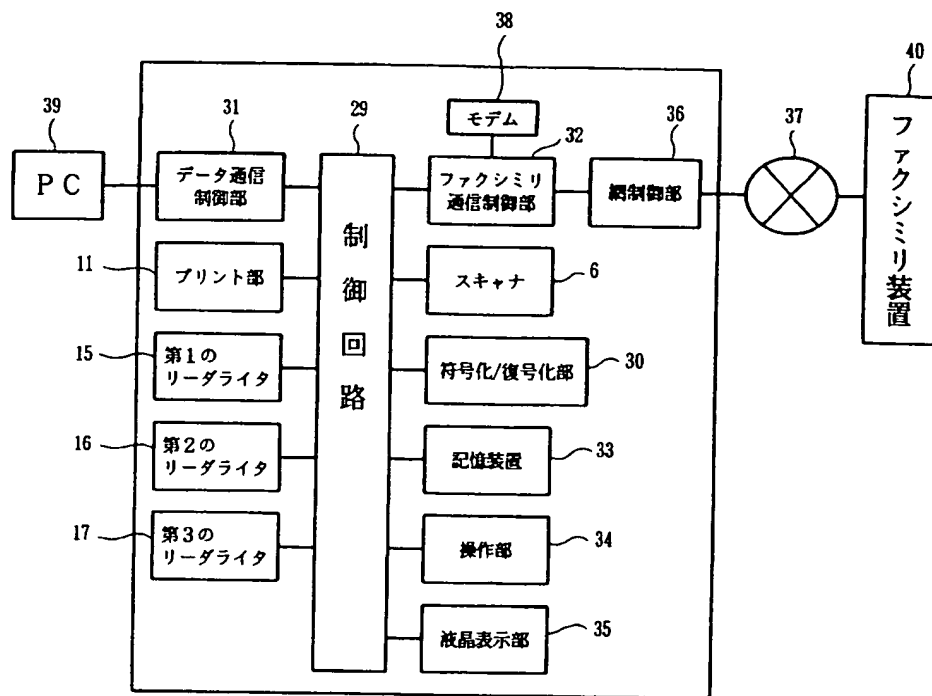 38
40
39
31
29
モデム
32
36
37
PC
データ通信
制御部
制御回路
ファクシミリ
通信制御部
網制御部
ファクシミリ装置
11
プリント部
スキャナ
6
15
第1の
リーダライタ
符号化/復号化部
30
16
第2の
リーダライタ
記憶装置
33
17
第3の
リーダライタ
操作部
34
液晶表示部
35